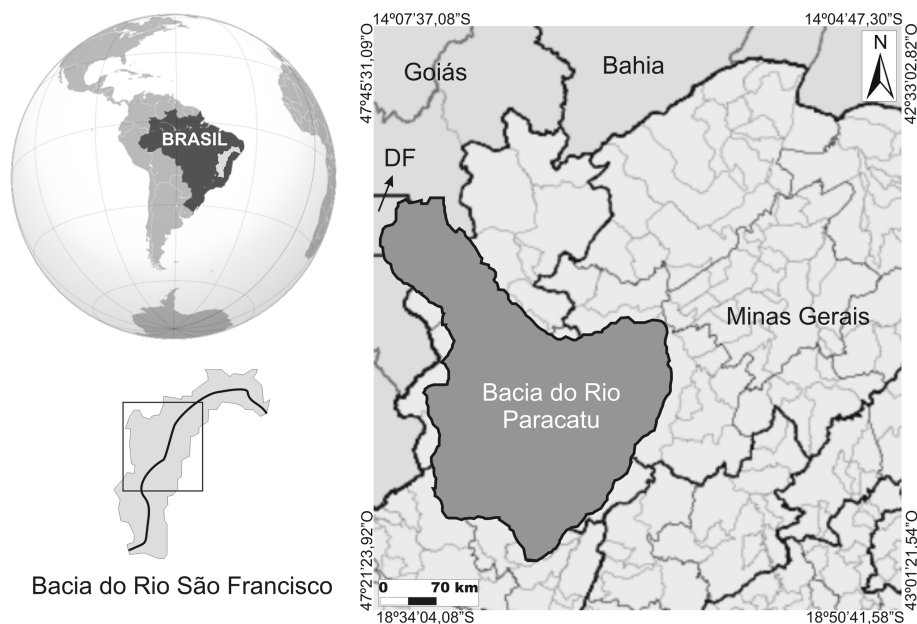 BRASIL
Bacia do Rio São Francisco
14º07'37,08"S
14º04'47,30"S
47º45'31,09"O
42º33'02,82"O
N
Goiás
Bahia
DF
Minas Gerais
Bacia do Rio
Paracatu
47º21'23,92"O
43º01'21,54"O
0 70 km
18º34'04,08"S
18º50'41,58"S